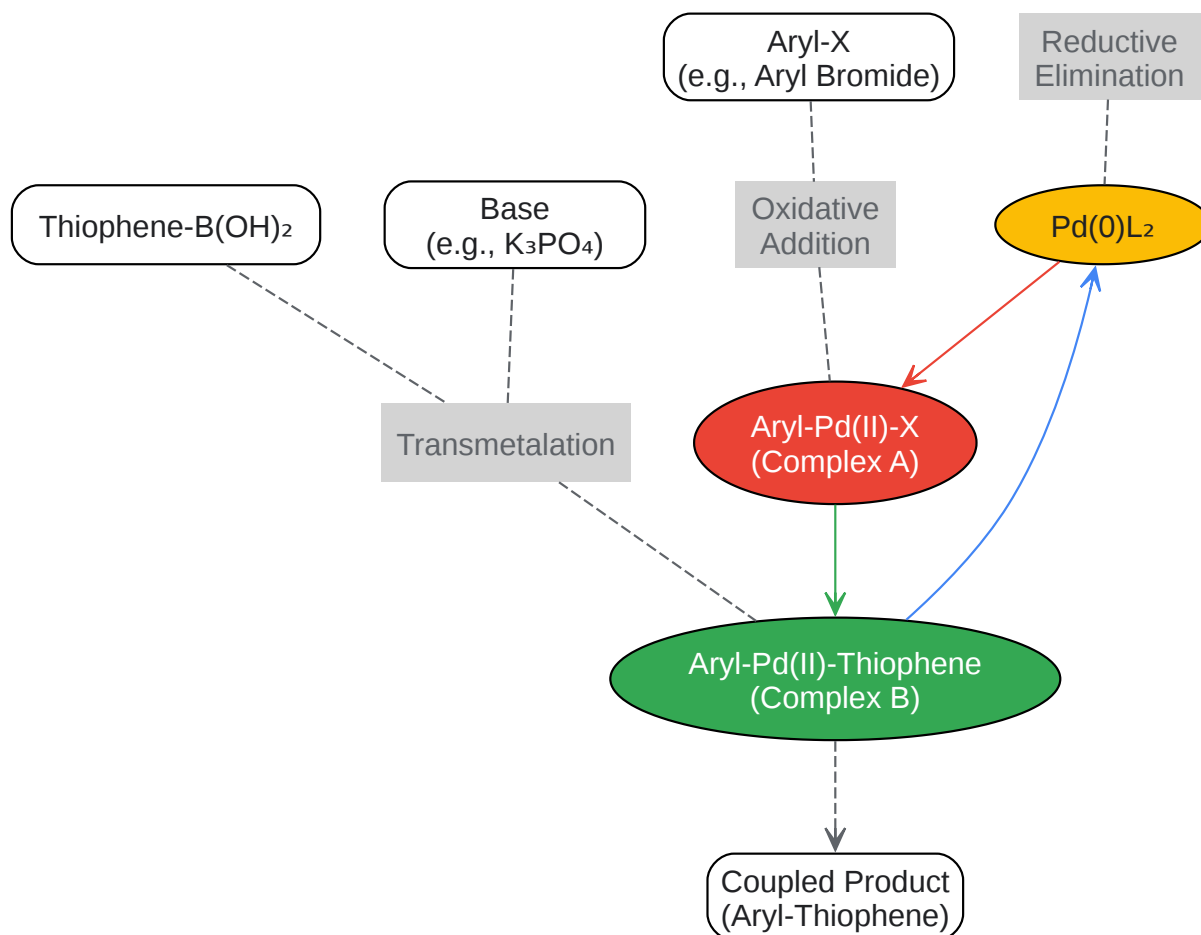 Aryl-X
(e.g., Aryl Bromide)
Reductive
Elimination
Thiophene-B(OH)₂
Base
(e.g., K₃PO₄)
Oxidative
Addition
Pd(0)L₂
Transmetalation
Aryl-Pd(II)-X
(Complex A)
Aryl-Pd(II)-Thiophene
(Complex B)
Coupled Product
(Aryl-Thiophene)